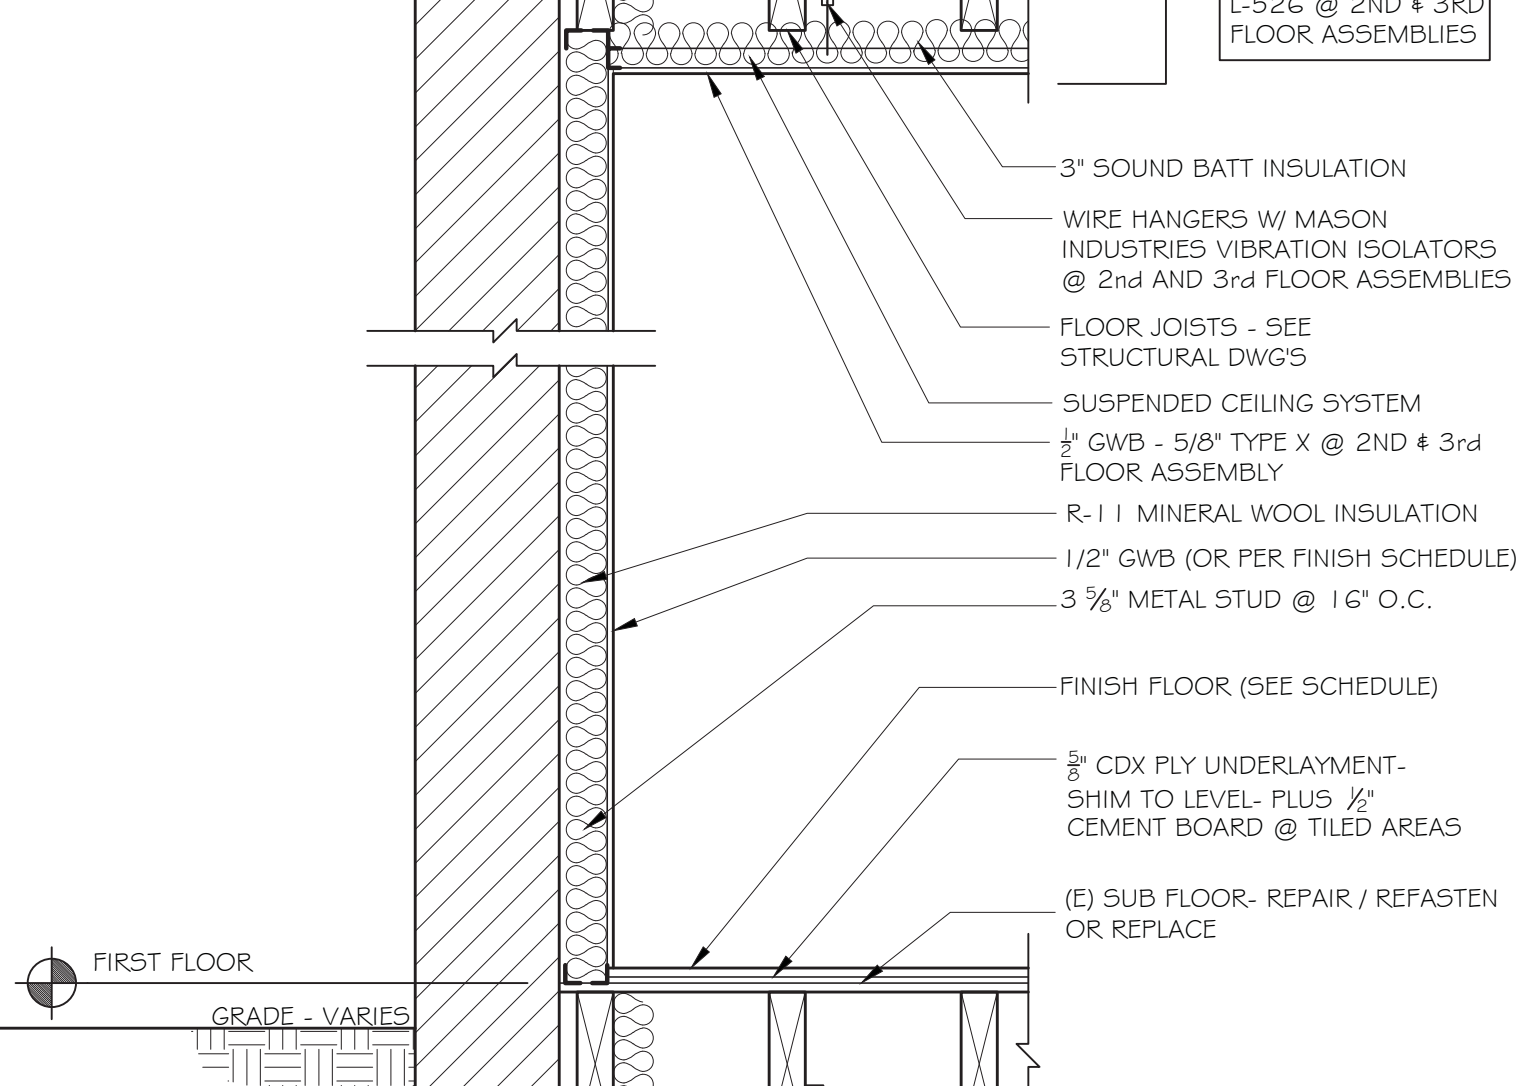 L-526 @ 2ND & 3RD
FLOOR ASSEMBLIES
3" SOUND BATT INSULATION
WIRE HANGERS W/ MASON
INDUSTRIES VIBRATION ISOLATORS
@ 2nd AND 3rd FLOOR ASSEMBLIES
FLOOR JOISTS - SEE
STRUCTURAL DWG'S
SUSPENDED CEILING SYSTEM
1/2" GWB - 5/8" TYPE X @ 2ND & 3rd
FLOOR ASSEMBLY
R-11 MINERAL WOOL INSULATION
1/2" GWB (OR PER FINISH SCHEDULE)
3 5/8" METAL STUD @ 16" O.C.
FINISH FLOOR (SEE SCHEDULE)
5/8" CDX PLY UNDERLAYMENT-
SHIM TO LEVEL- PLUS 1/2"
CEMENT BOARD @ TILED AREAS
(E) SUB FLOOR- REPAIR / REFASTEN
OR REPLACE
FIRST FLOOR
GRADE - VARIES